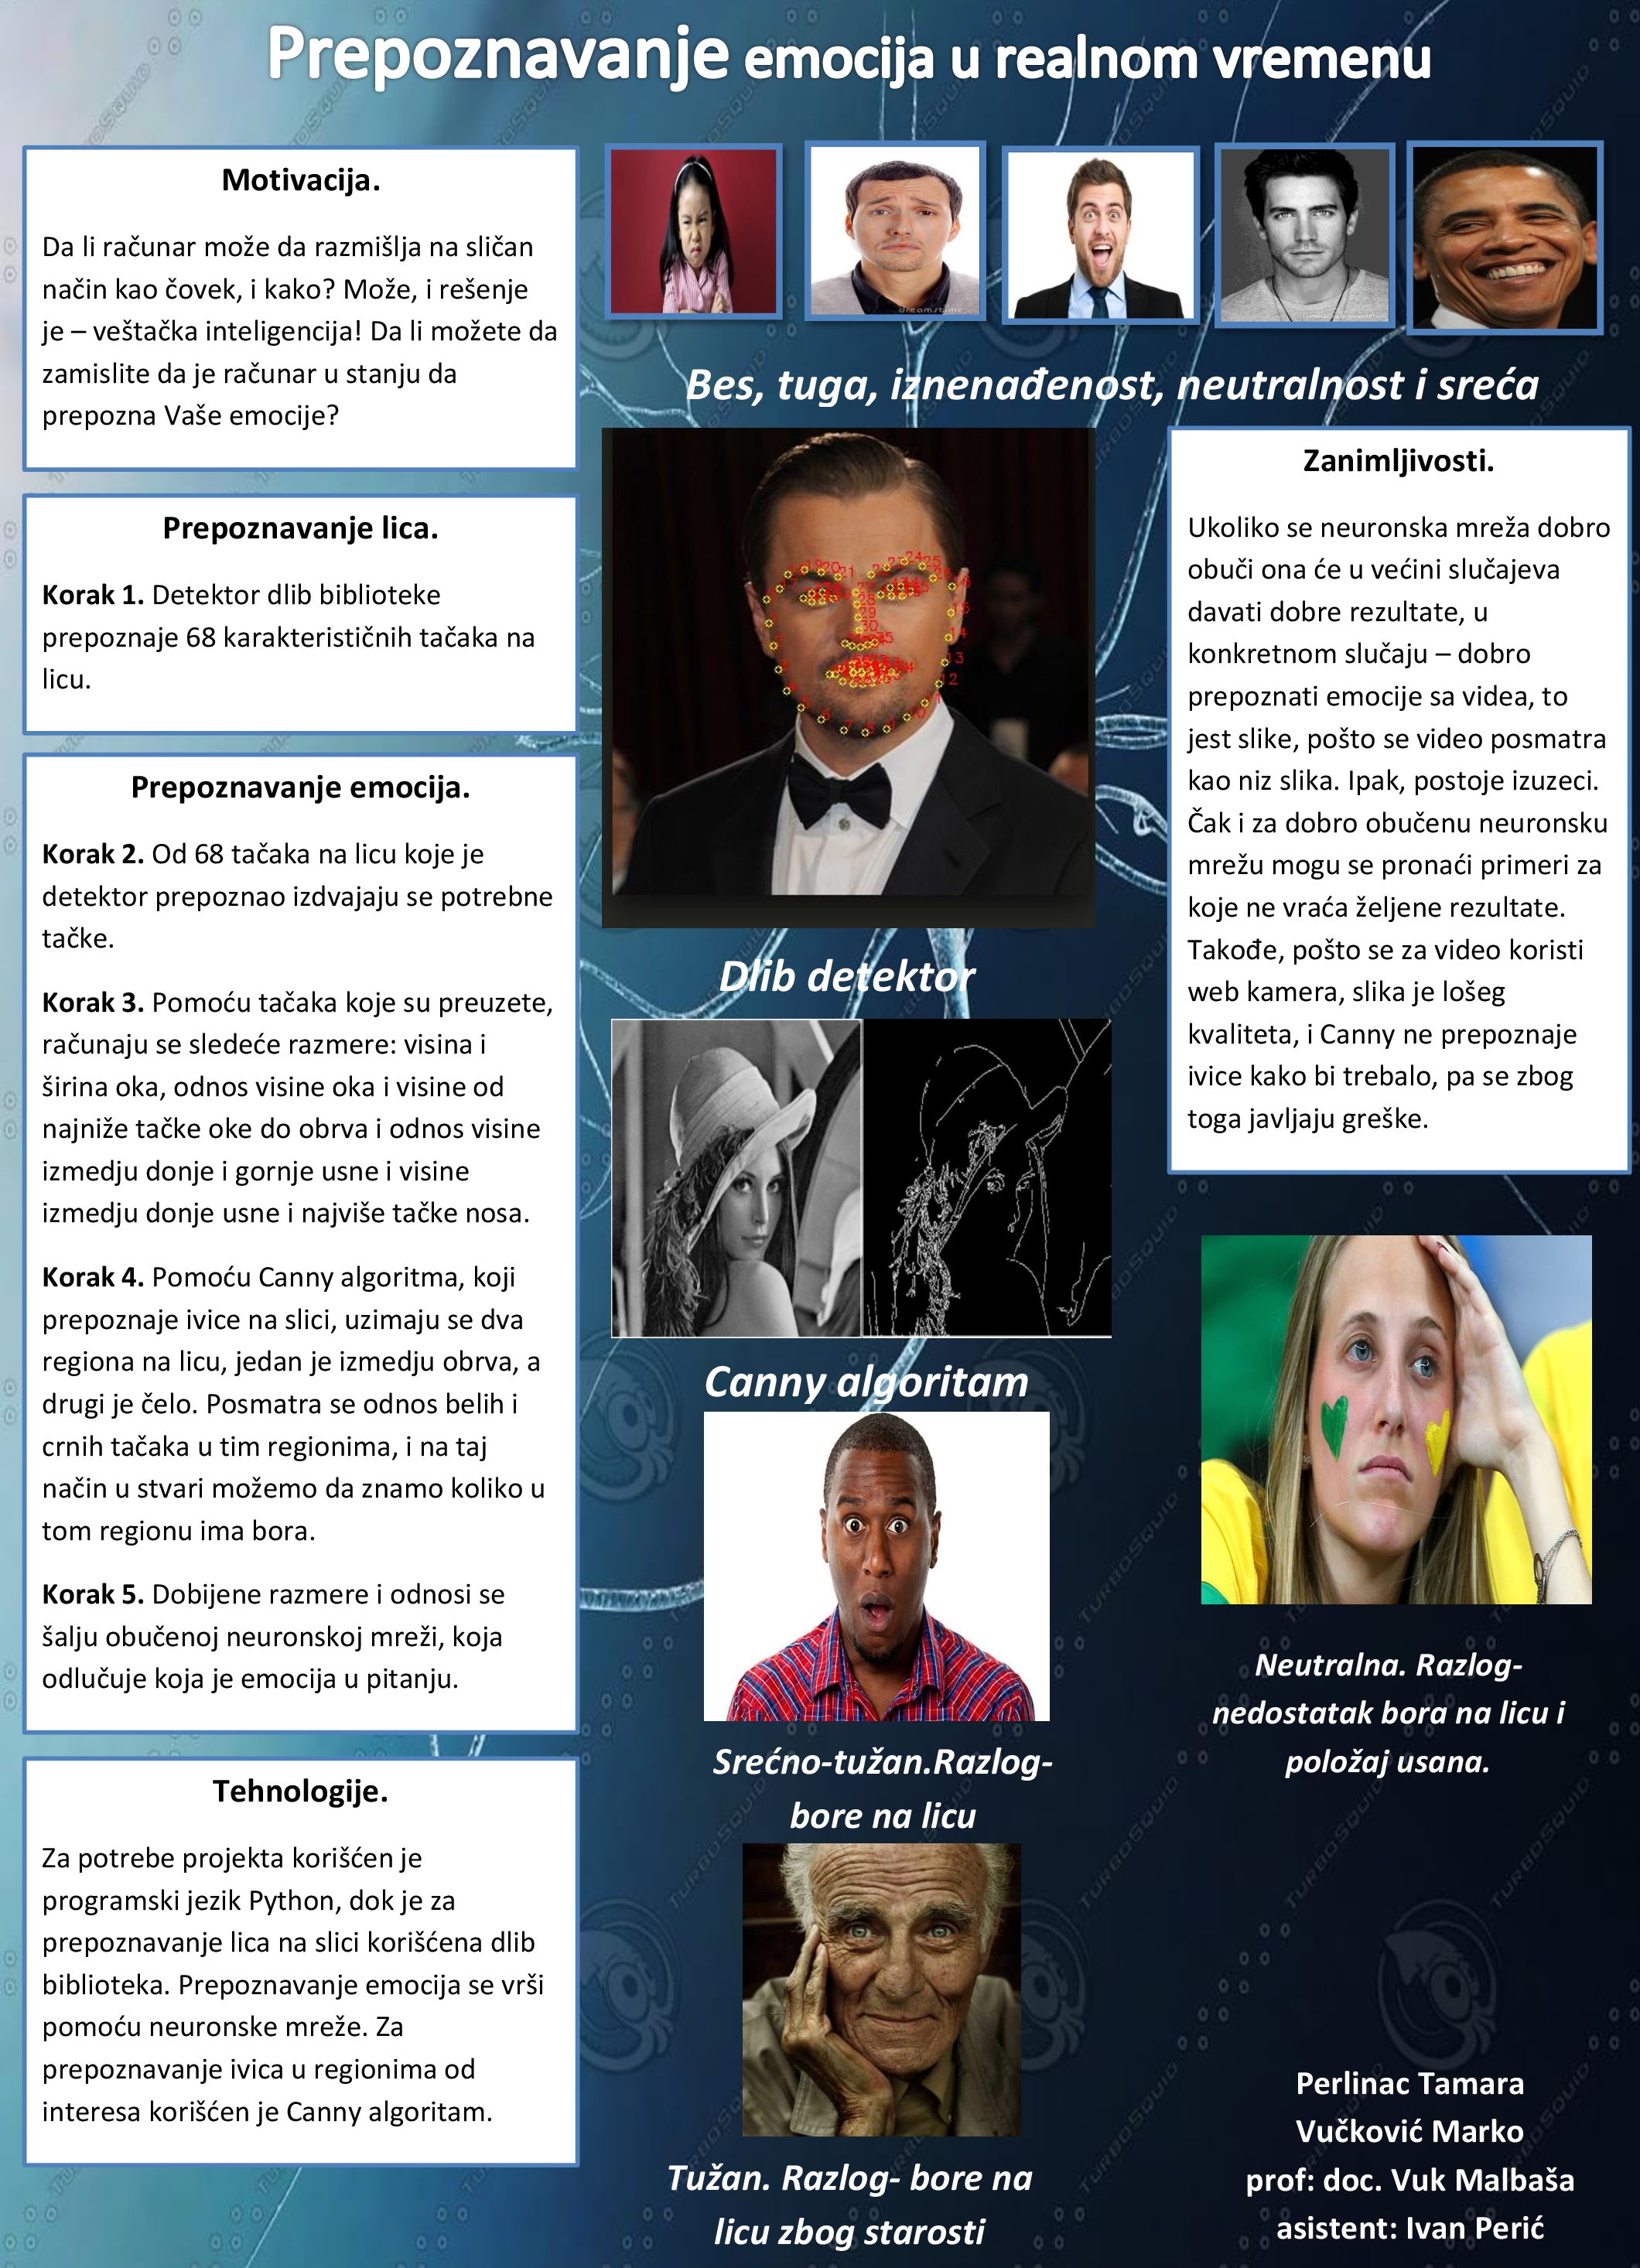 Prepoznavanje emocija u realnom vremenu
Motivacija.
Da li računar može da razmišlja na sličan
način kao čovek, i kako? Može, i rešenje
je – veštačka inteligencija! Da li možete da
zamislite da je računar u stanju da
prepozna Vaše emocije?
Prepoznavanje lica.
Korak 1. Detektor dlib biblioteke
prepoznaje 68 karakterističnih tačaka na
licu.
Prepoznavanje emocija.
Korak 2. Od 68 tačaka na licu koje je
detektor prepoznao izdvajaju se potrebne
tačke.
Korak 3. Pomoću tačaka koje su preuzete,
računaju se sledeće razmere: visina i
širina oka, odnos visine oka i visine od
najniže tačke oke do obrva i odnos visine
izmedju donje i gornje usne i visine
izmedju donje usne i najviše tačke nosa.
Korak 4. Pomoću Canny algoritma, koji
prepoznaje ivice na slici, uzimaju se dva
regiona na licu, jedan je izmedju obrva, a
drugi je čelo. Posmatra se odnos belih i
crnih tačaka u tim regionima, i na taj
način u stvari možemo da znamo koliko u
tom regionu ima bora.
Korak 5. Dobijene razmere i odnosi se
šalju obučenoj neuronskoj mreži, koja
odlučuje koja je emocija u pitanju.
Tehnologije.
Za potrebe projekta korišćen je
programski jezik Python, dok je za
prepoznavanje lica na slici korišćena dlib
biblioteka. Prepoznavanje emocija se vrši
pomoću neuronske mreže. Za
prepoznavanje ivica u regionima od
interesa korišćen je Canny algoritam.
Bes, tuga, iznenađenost, neutralnost i sreća
Dlib detektor
Canny algoritam
Srećno-tužan.Razlog-
bore na licu
Tužan. Razlog- bore na
licu zbog starosti
Zanimljivosti.
Ukoliko se neuronska mreža dobro
obuči ona će u većini slučajeva
davati dobre rezultate, u
konkretnom slučaju – dobro
prepoznati emocije sa videa, to
jest slike, pošto se video posmatra
kao niz slika. Ipak, postoje izuzeci.
Čak i za dobro obučenu neuronsku
mrežu mogu se pronaći primeri za
koje ne vraća željene rezultate.
Takođe, pošto se za video koristi
web kamera, slika je lošeg
kvaliteta, i Canny ne prepoznaje
ivice kako bi trebalo, pa se zbog
toga javljaju greške.
Neutralna. Razlog-
nedostatak bora na licu i
položaj usana.
Perlinac Tamara
Vučković Marko
prof: doc. Vuk Malbaša
asistent: Ivan Perić